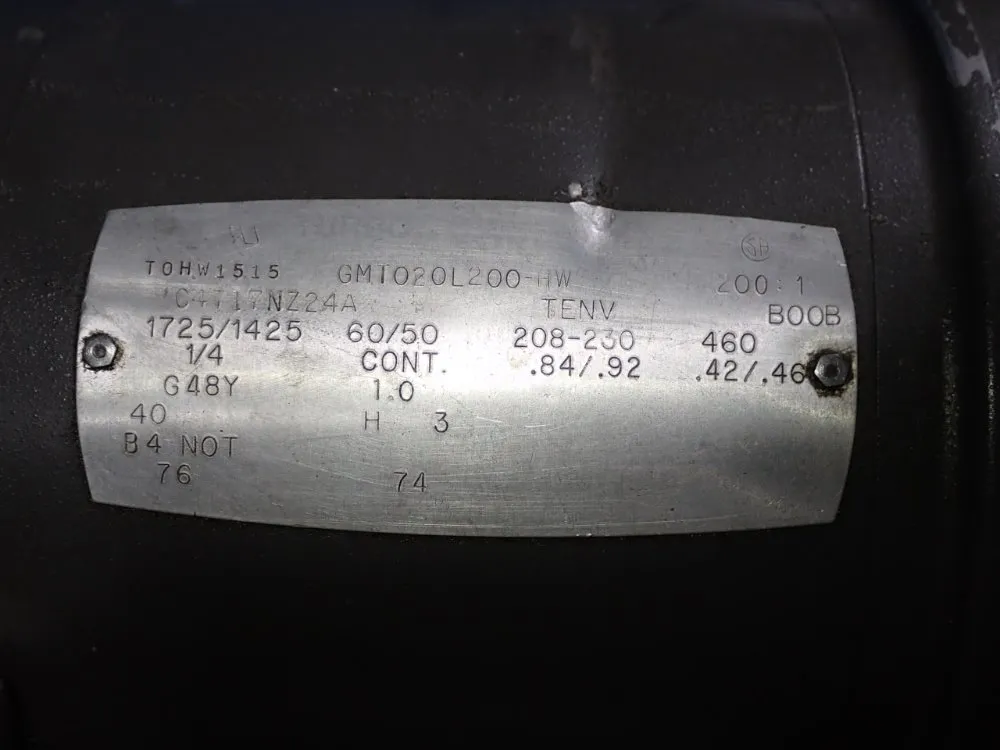 TOHW1515 GMT020L200-HW 200:1
C4T17NZ24A TENV BOOB
1725/1425 60/50 208-230 460
1/4 CONT. .84/.92 .42/.46
G48Y 1.0
40 H 3
B4 NOT
76 74